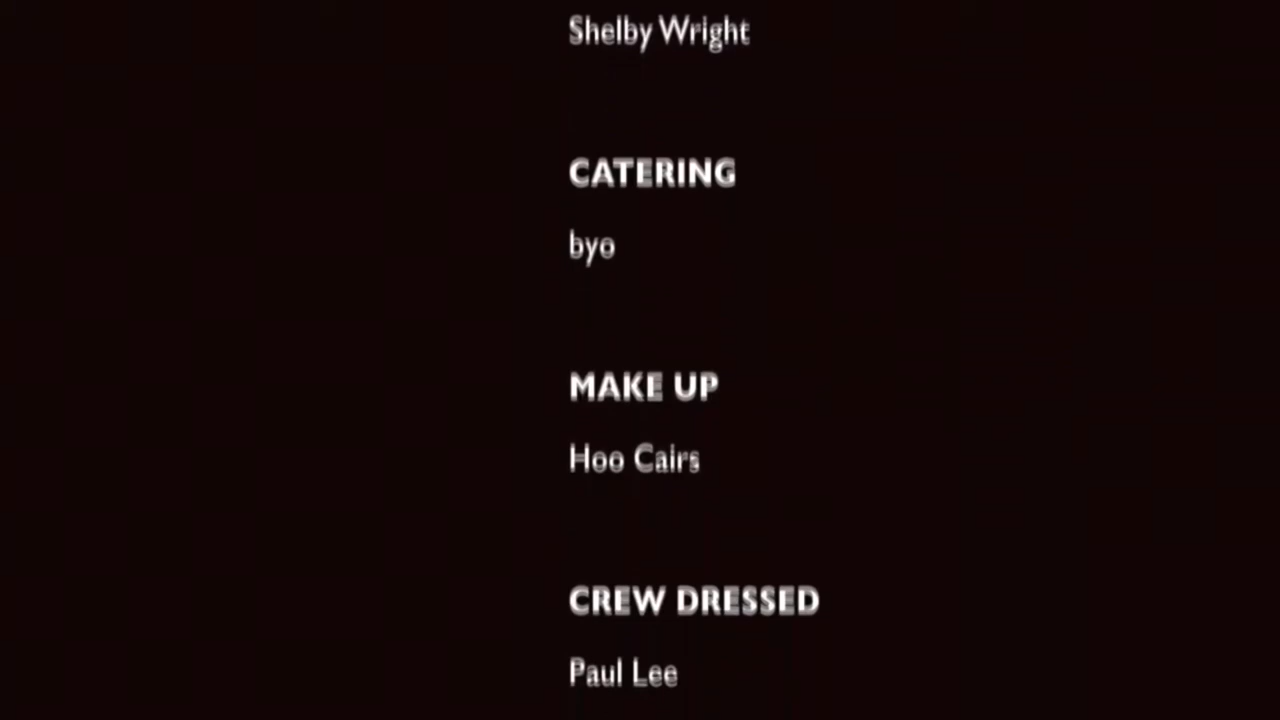 Shelby Wright
CATERING
byo
MAKE UP
Hoo Cairs
CREW DRESSED
Paul Lee